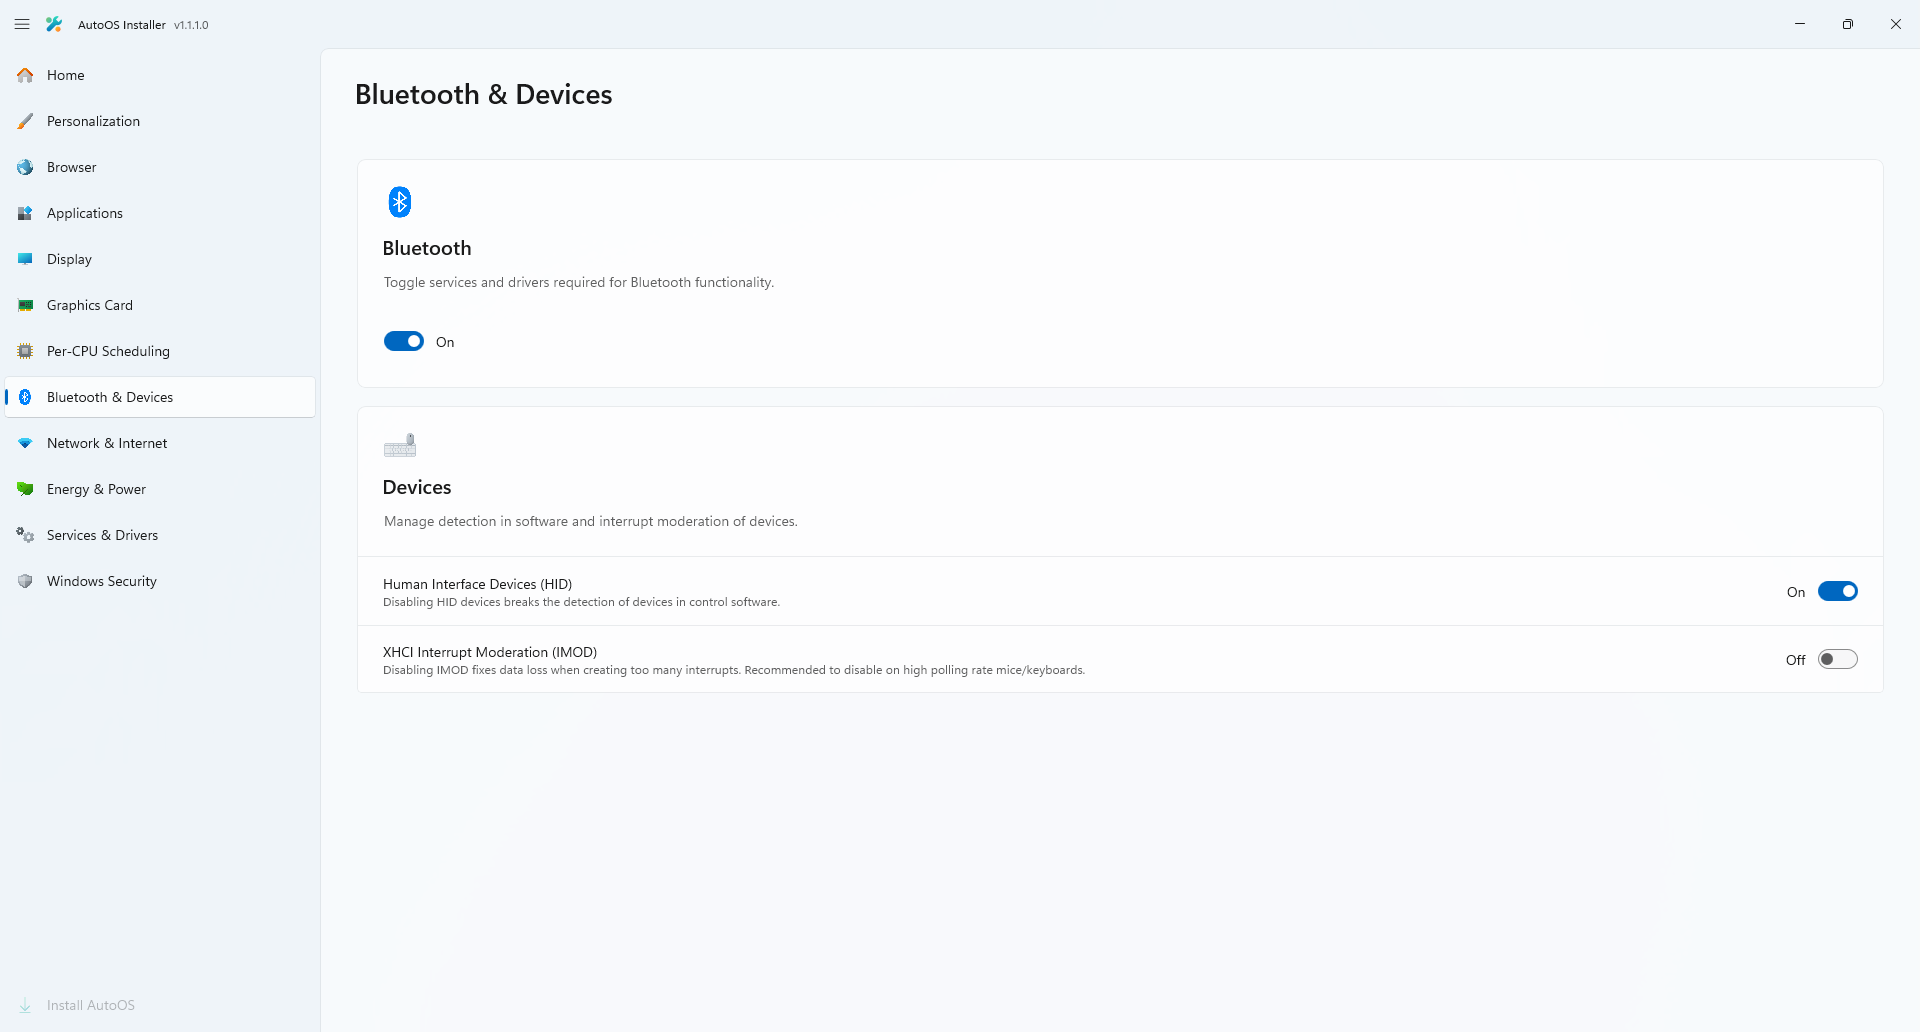 AutoOS Installer v1.1.1.0
Home
Personalization
Browser
Applications
Display
Graphics Card
Per-CPU Scheduling
Bluetooth & Devices
Network & Internet
Energy & Power
Services & Drivers
Windows Security
Install AutoOS
Bluetooth & Devices
Bluetooth
Toggle services and drivers required for Bluetooth functionality.
On
Devices
Manage detection in software and interrupt moderation of devices.
Human Interface Devices (HID)
Disabling HID devices breaks the detection of devices in control software.
On
XHCI Interrupt Moderation (IMOD)
Disabling IMOD fixes data loss when creating too many interrupts. Recommended to disable on high polling rate mice/keyboards.
Off